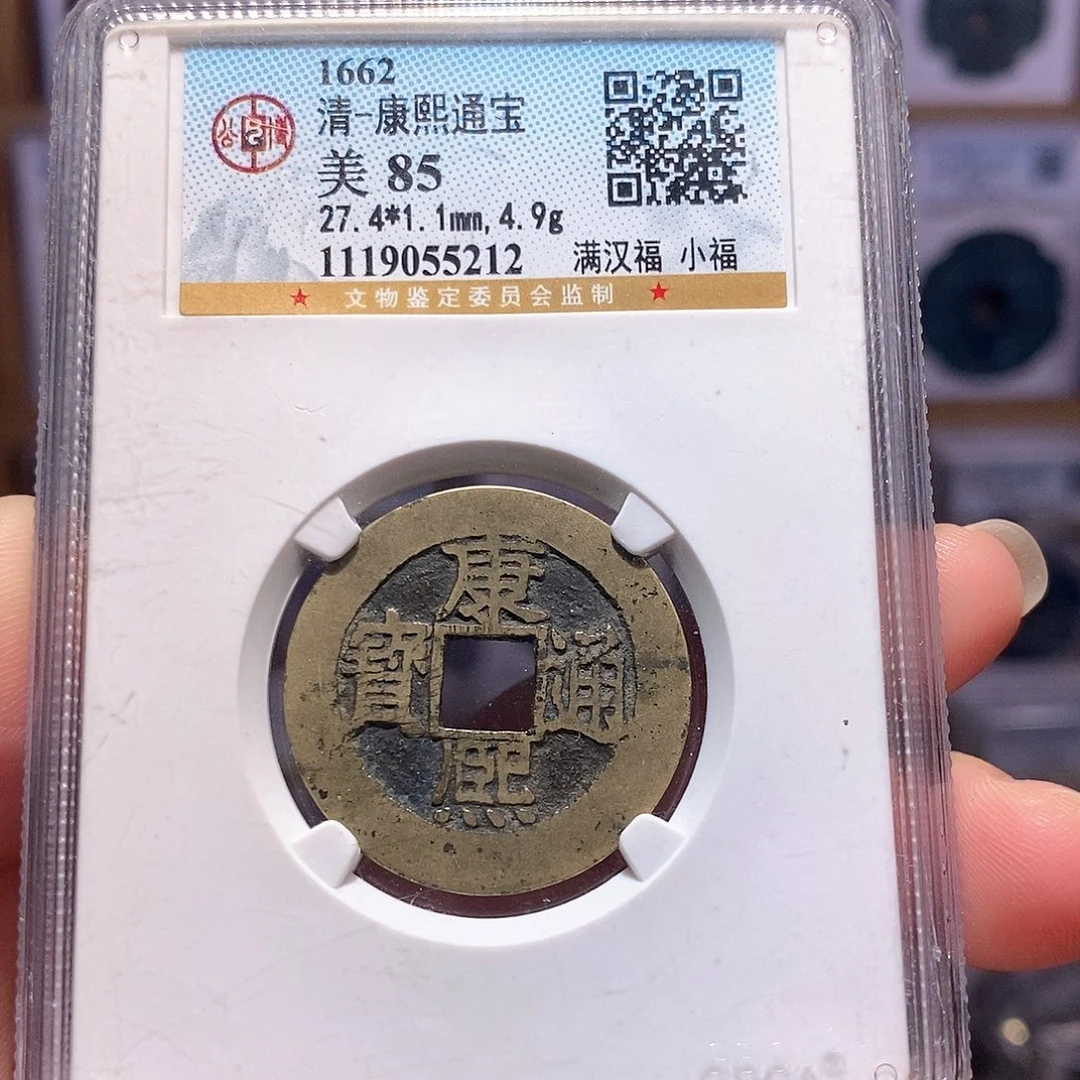 1662
清-康熙通宝
美 85
27.4*1.1mm,4.9g
1119055212 满汉福 小福
★ 文物鉴定委员会监制 ★
康熙通寶